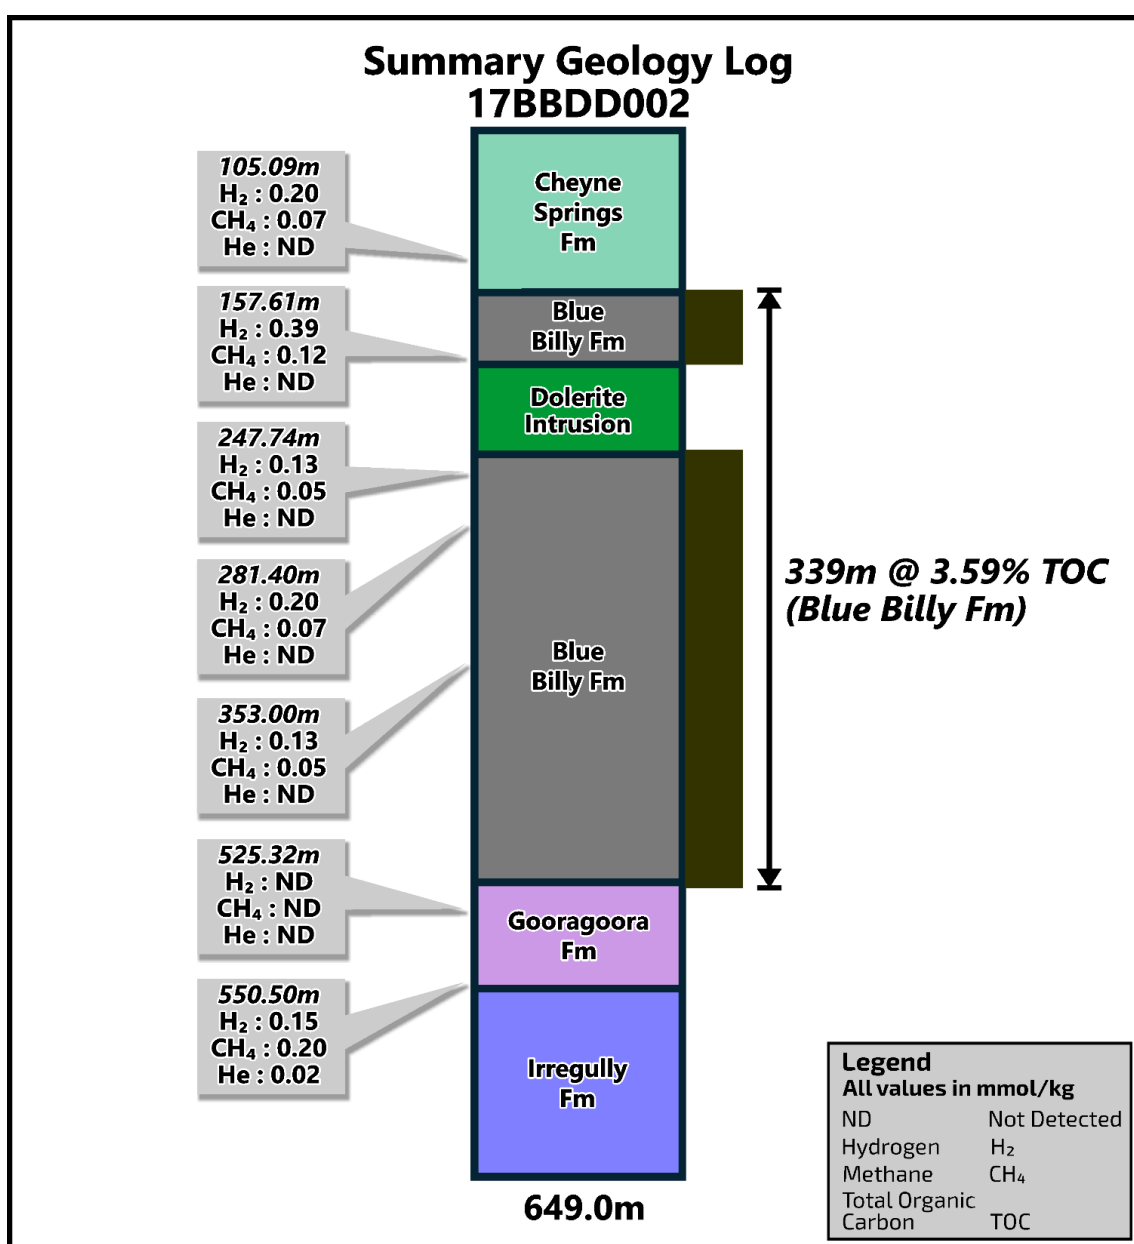 Summary Geology Log
17BBDD002
105.09m
H₂ : 0.20
CH₄ : 0.07
He : ND
157.61m
H₂ : 0.39
CH₄ : 0.12
He : ND
247.74m
H₂ : 0.13
CH₄ : 0.05
He : ND
281.40m
H₂ : 0.20
CH₄ : 0.07
He : ND
353.00m
H₂ : 0.13
CH₄ : 0.05
He : ND
525.32m
H₂ : ND
CH₄ : ND
He : ND
550.50m
H₂ : 0.15
CH₄ : 0.20
He : 0.02
Cheyne
Springs
Fm
Blue
Billy Fm
Dolerite
Intrusion
Blue
Billy Fm
Gooragoora
Fm
Irregully
Fm
649.0m
339m @ 3.59% TOC
(Blue Billy Fm)
Legend
All values in mmol/kg
ND Not Detected
Hydrogen H₂
Methane CH₄
Total Organic
Carbon TOC